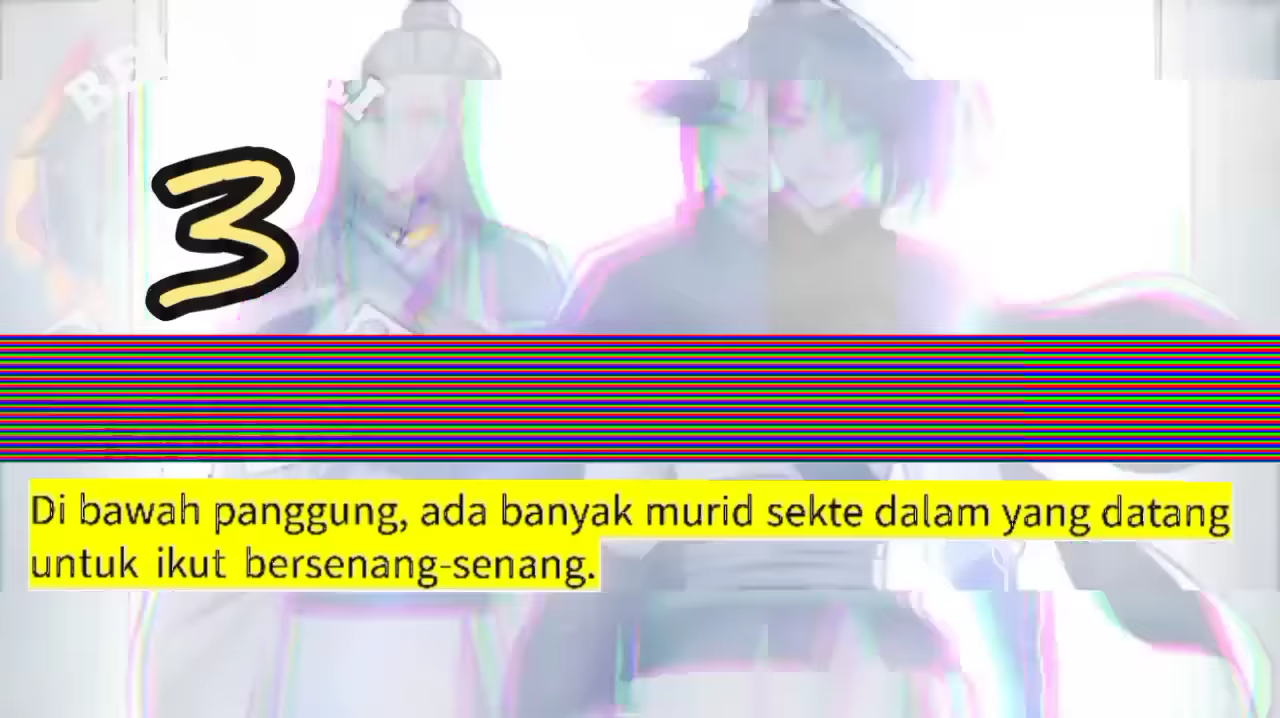 3
Di bawah panggung, ada banyak murid sekte dalam yang datang
untuk ikut bersenang-senang.